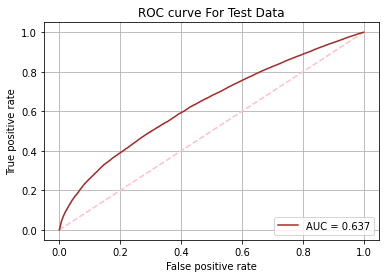 ROC curve For Test Data
True positive rate
1.0
0.8
0.6
0.4
0.2
0.0
0.0 0.2 0.4 0.6 0.8 1.0
False positive rate
AUC = 0.637